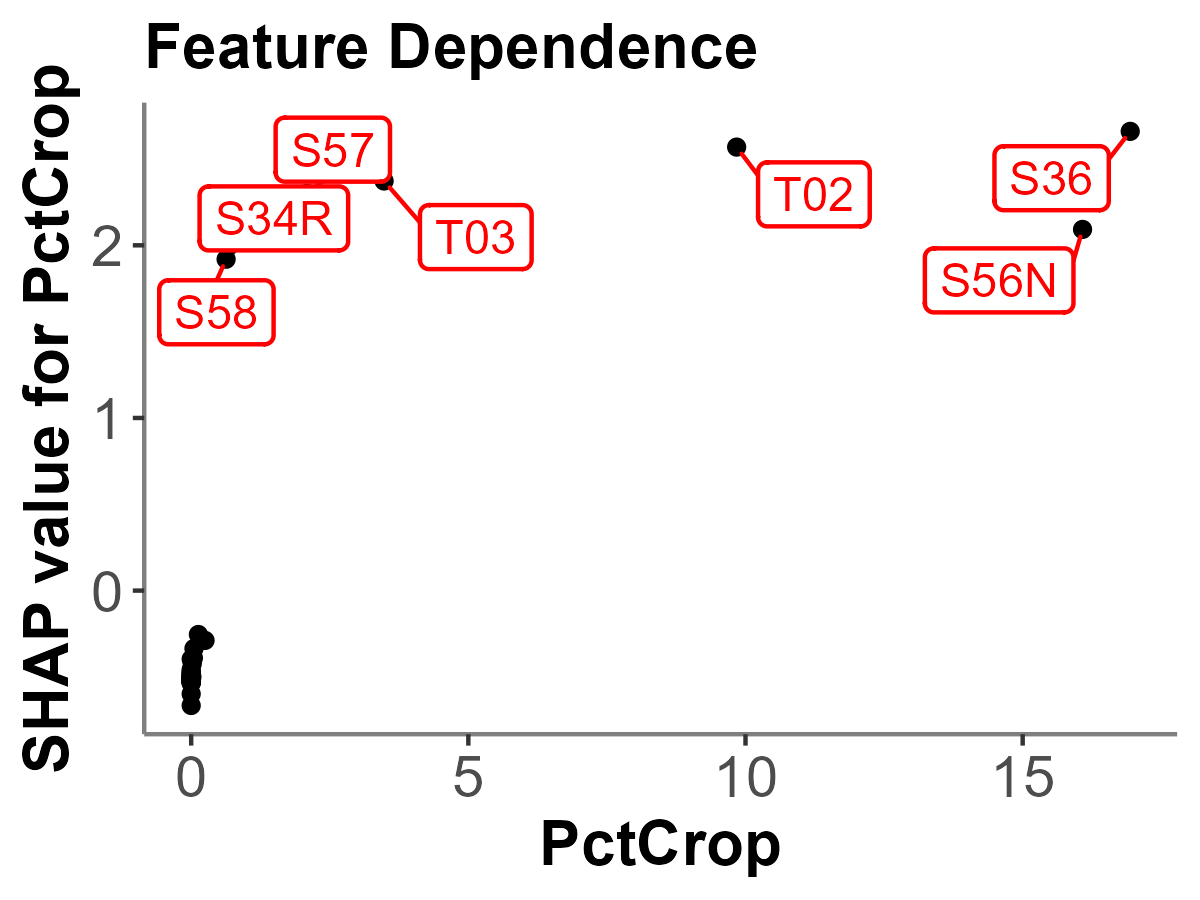 Feature Dependence
SHAP value for PctCrop
2
1
0
S57
S34R
S58
T03
T02
S36
S56N
0
5
10
15
PctCrop